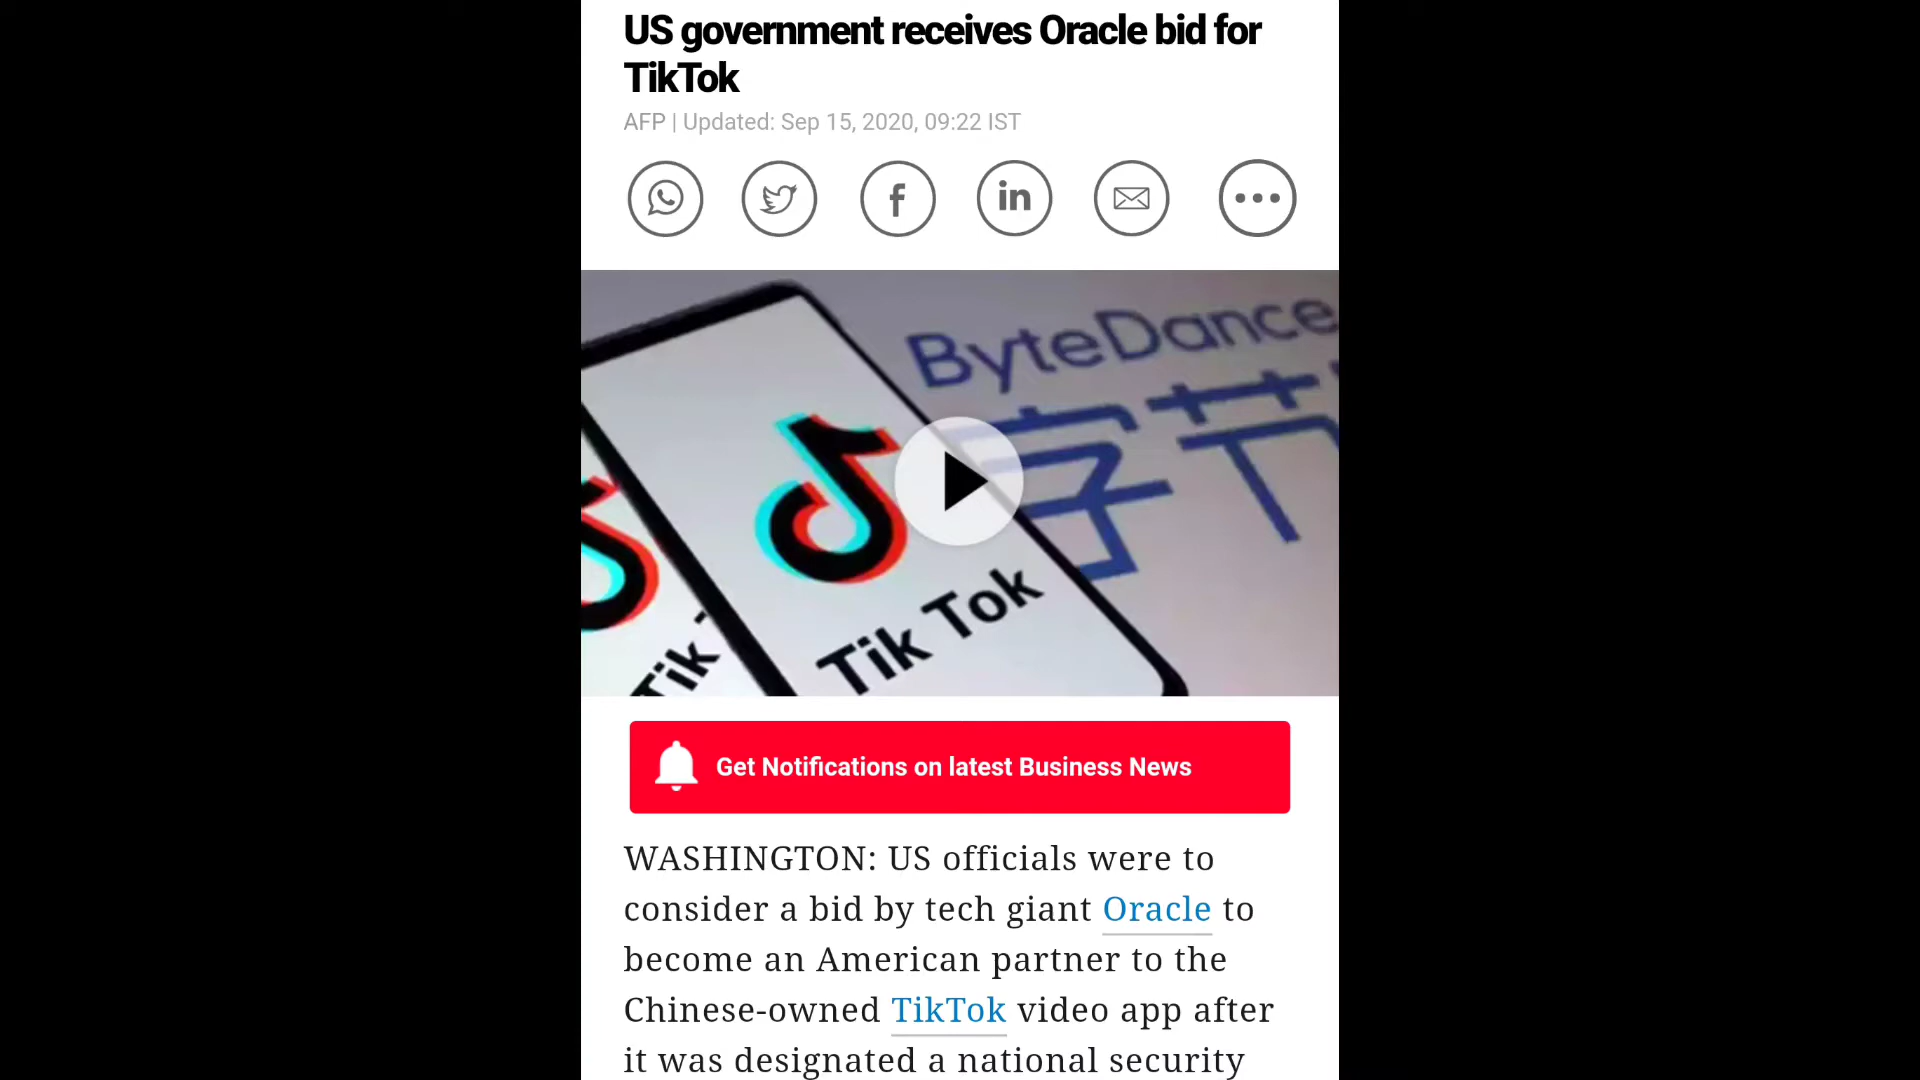 US government receives Oracle bid for
TikTok
AFP | Updated: Sep 15, 2020, 09:22 IST
f
in
ByteDance
字节
Tik Tok
Tik T
Get Notifications on latest Business News
WASHINGTON: US officials were to
consider a bid by tech giant Oracle to
become an American partner to the
Chinese-owned TikTok video app after
it was designated a national security